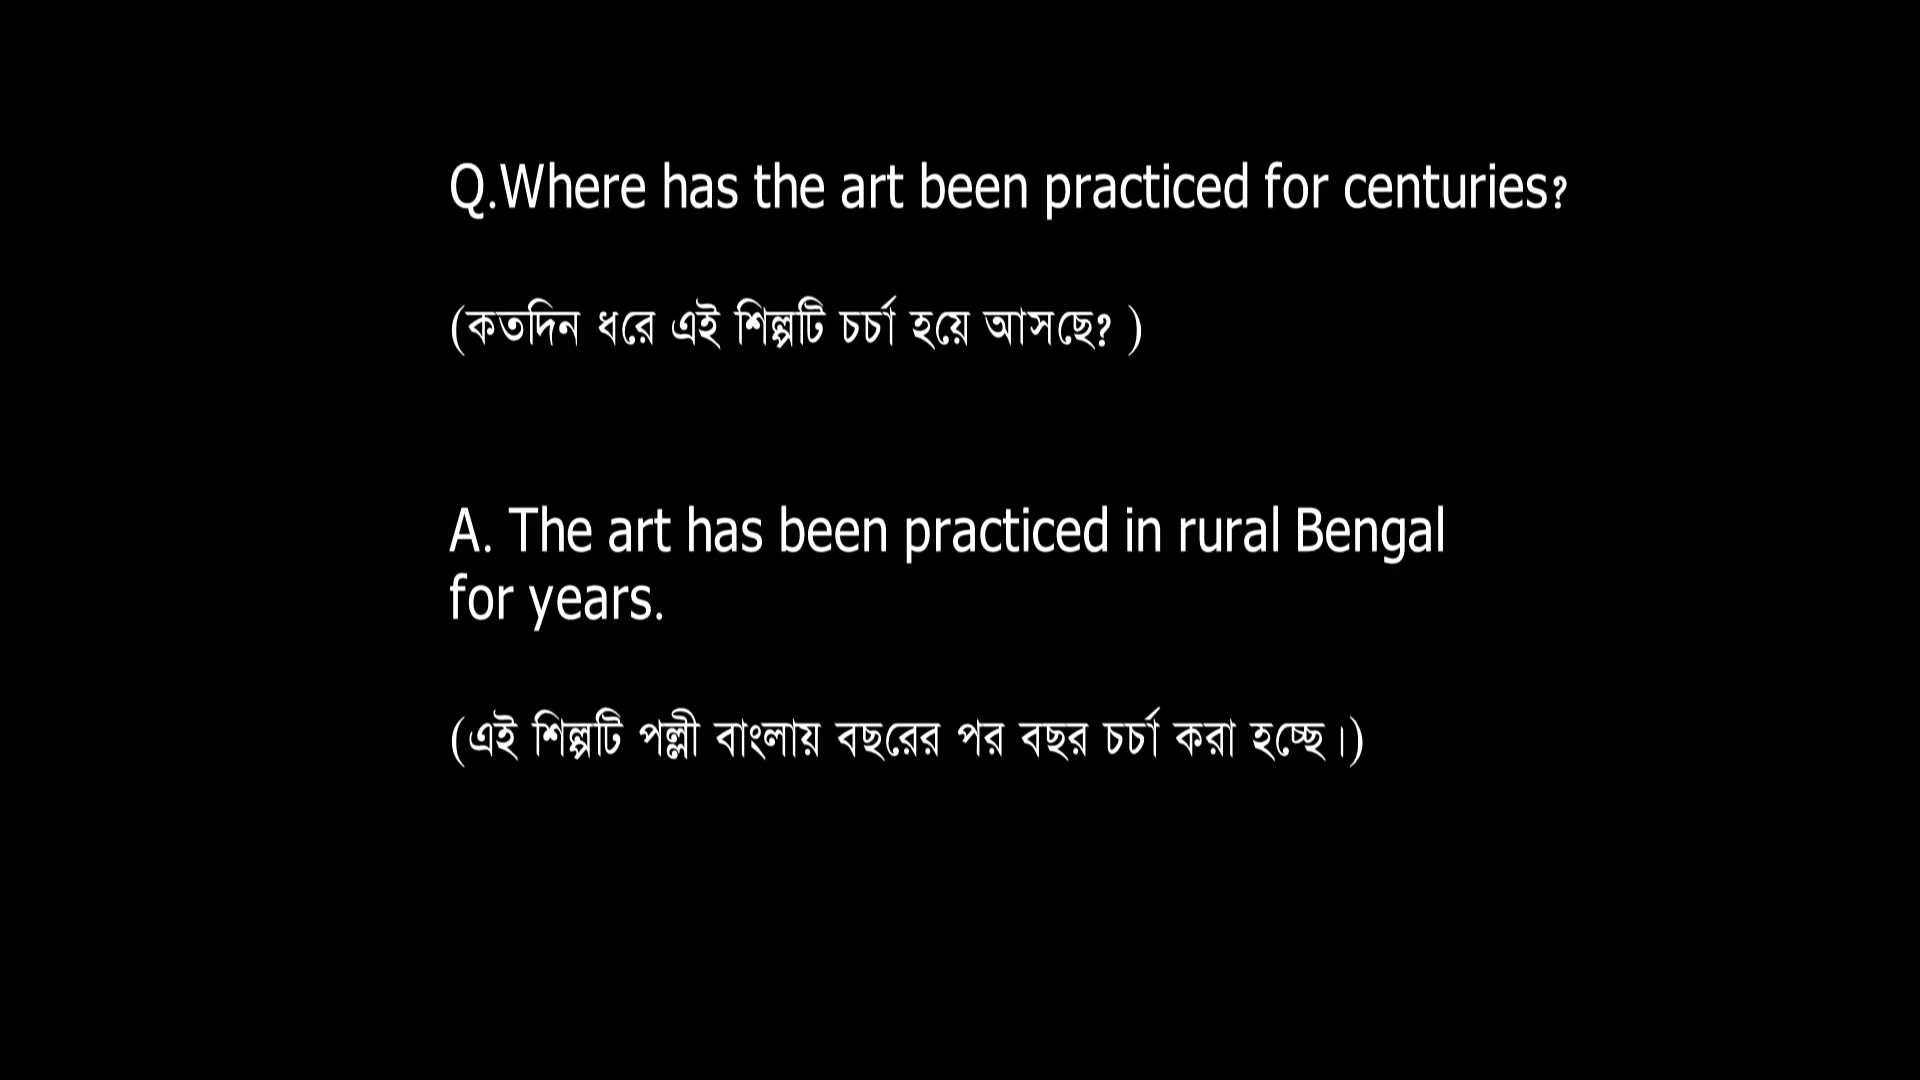 Q.Where has the art been practiced for centuries?
(কতদিন ধরে এই শিল্পটি চর্চা হয়ে আসছে? )
A. The art has been practiced in rural Bengal
for years.
(এই শিল্পটি পল্লী বাংলায় বছরের পর বছর চর্চা করা হচ্ছে।)